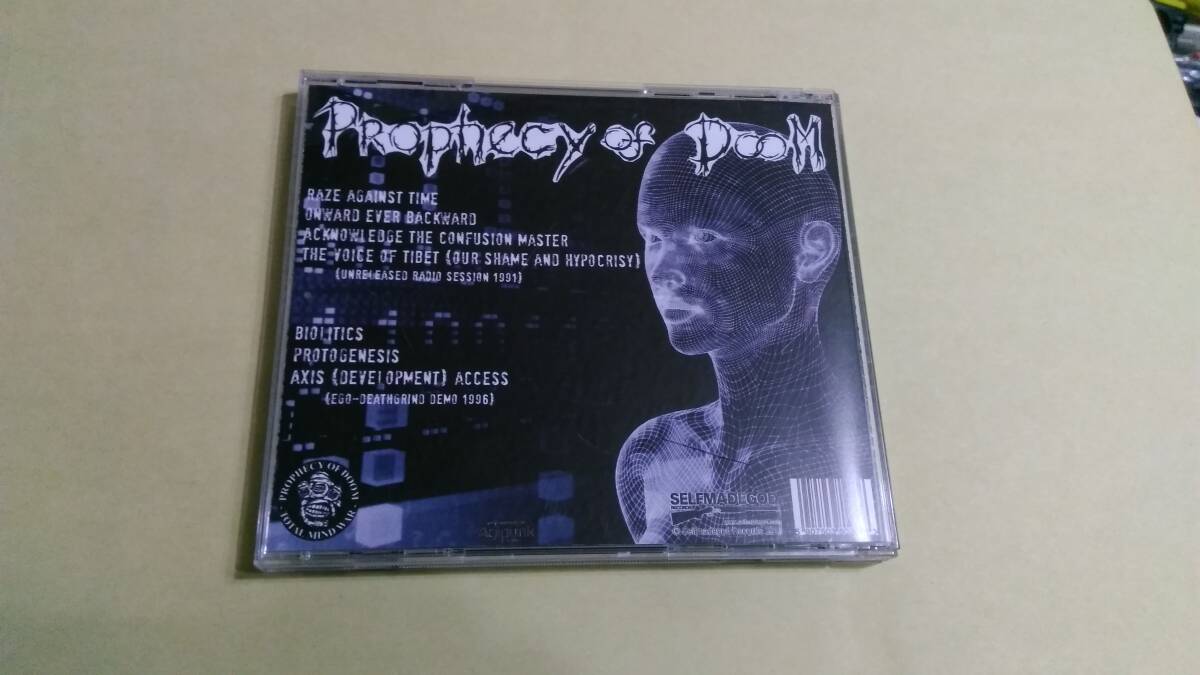 Prophecy of Doom
RAZE AGAINST TIME
ONWARD EVER BACKWARD
ACKNOWLEDGE THE CONFUSION MASTER
THE VOICE OF TIBET (OUR SHAME AND HYPOCRISY)
(UNRELEASED RADIO SESSION 1991)
BIOLITICS
PROTOGENESIS
AXIS (DEVELOPMENT) ACCESS
(EGO-DEATHGRIND DEMO 1996)
PROPHECY OF DOOM
· TOTAL MIND WAR ·
SELFMADEGOD